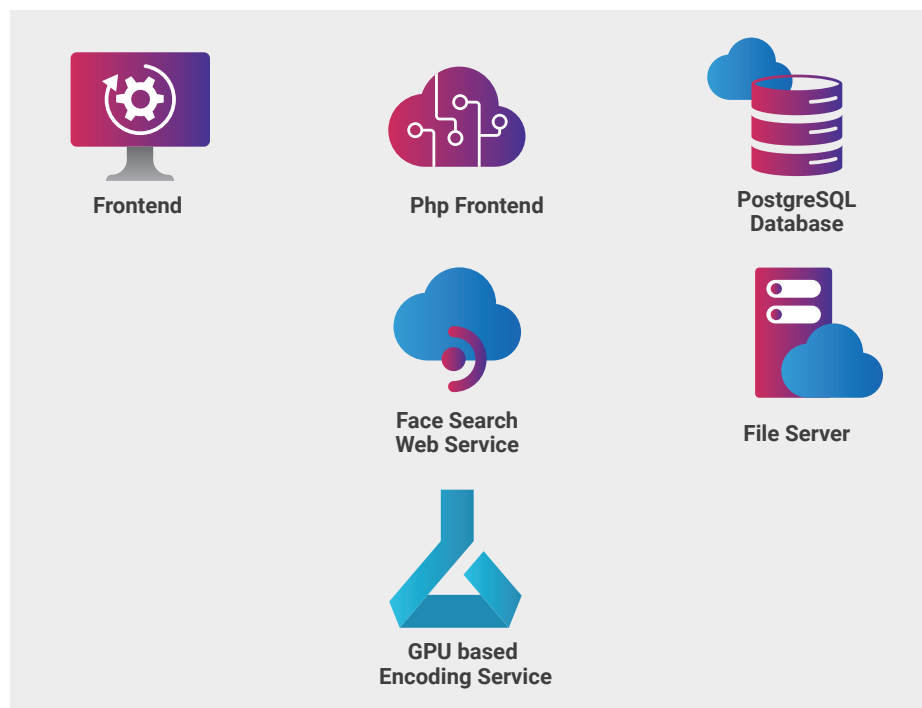 Frontend
Php Frontend
PostgreSQL
Database
Face Search
Web Service
File Server
GPU based
Encoding Service